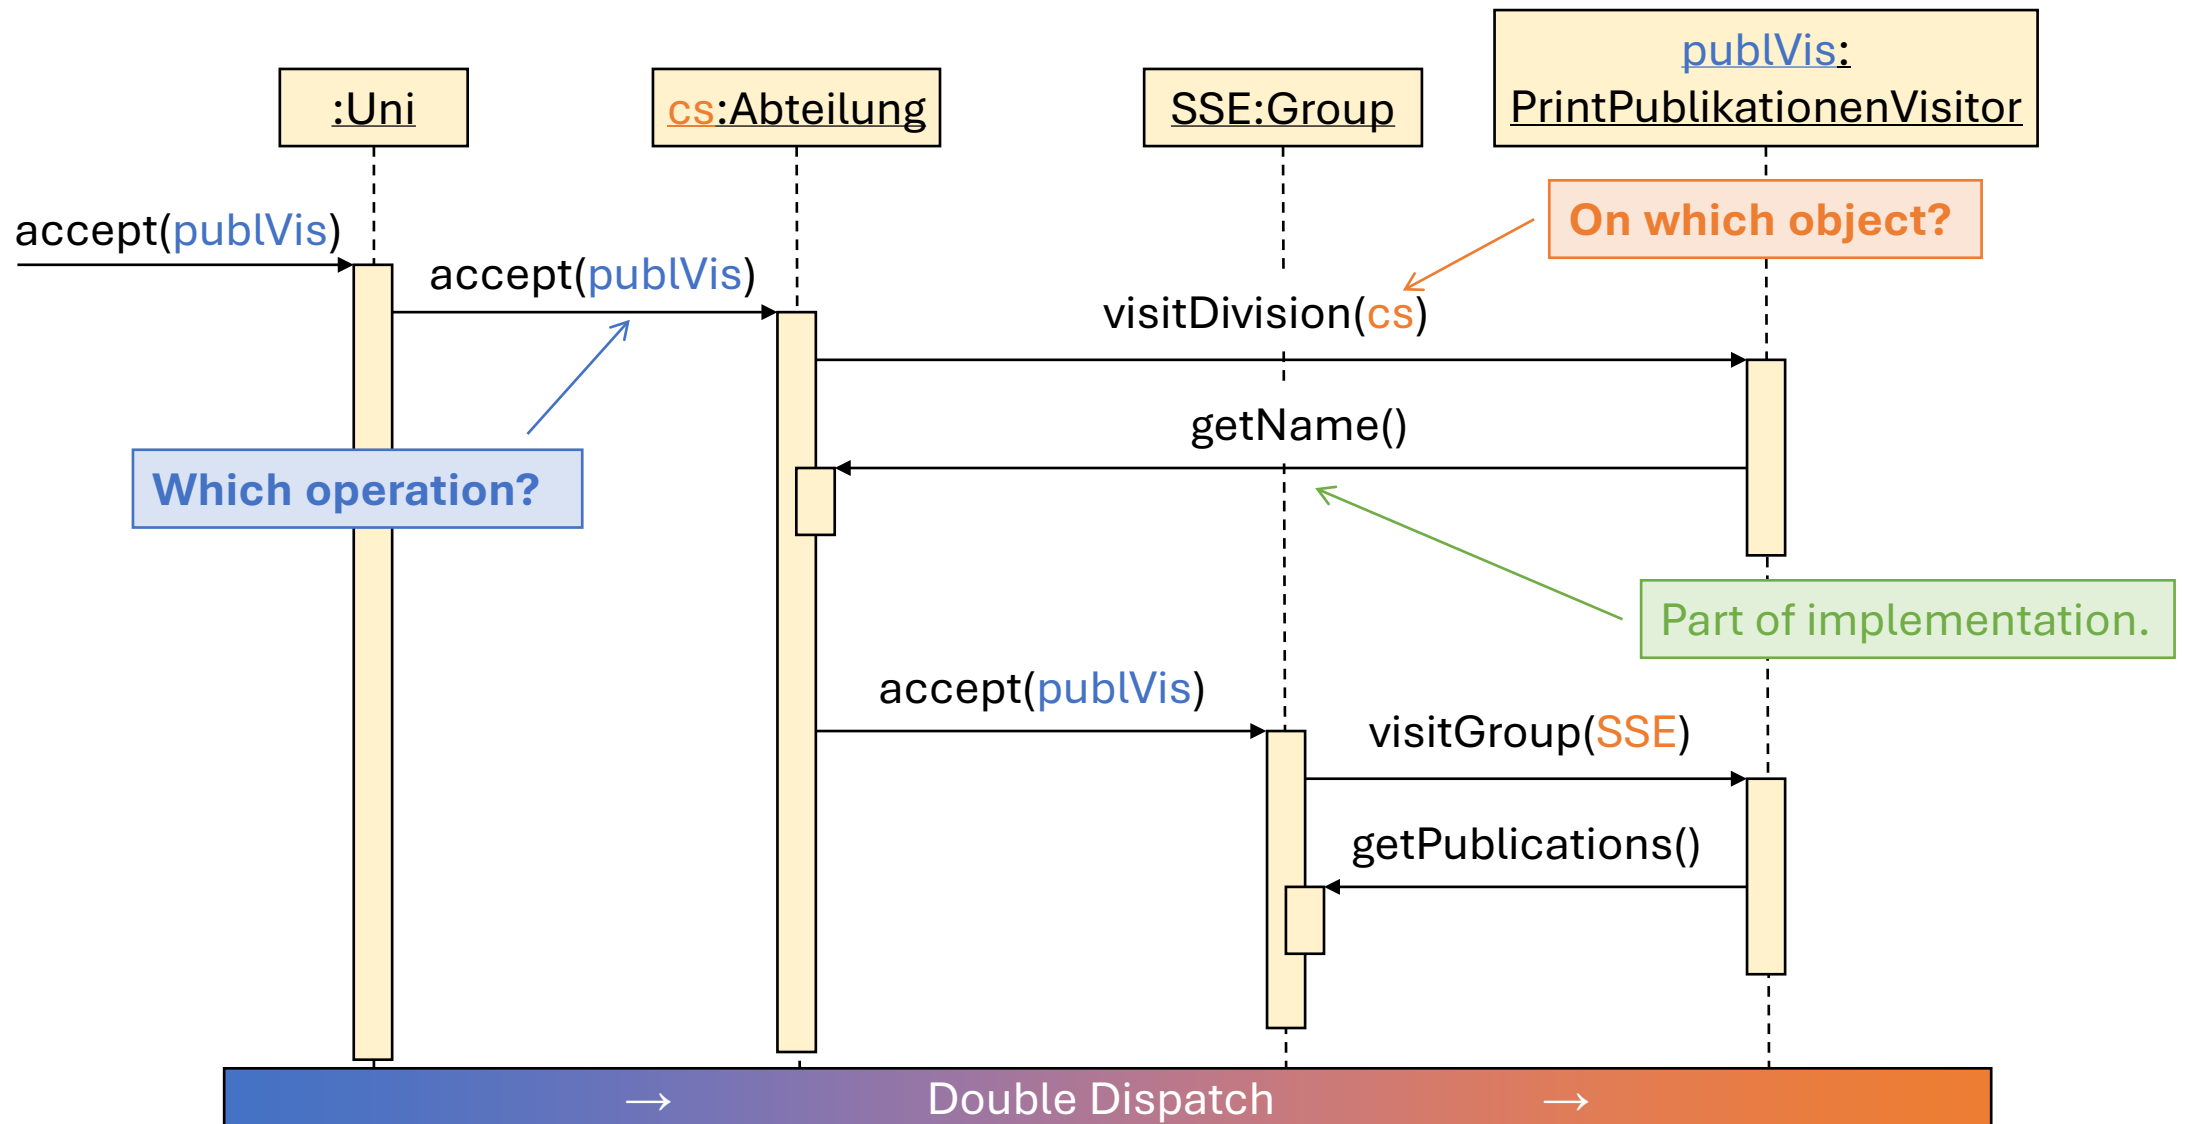 :Uni
cs:Abteilung
SSE:Group
publVis:
PrintPublikationenVisitor
On which object?
accept(publVis)
accept(publVis)
visitDivision(cs)
getName()
Which operation?
Part of implementation.
accept(publVis)
visitGroup(SSE)
getPublications()
→ Double Dispatch →